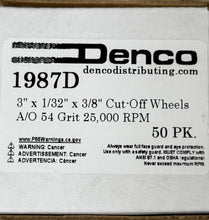 Denco
dencodistributing.com
1987D
3" x 1/32" x 3/8" Cut-Off Wheels
A/O 54 Grit 25,000 RPM
50 PK.
www.P65Warnings.ca.gov
WARNING: Cancer
ADVERTISEMENT: Cancer
ADVERTENCIA: Cáncer
Always wear full face guard and eye protection.
Use with a safety guard. MUST COMPLY with
ANSI B7.1 and OSHA regulations)
Never exceed maximum RPM.